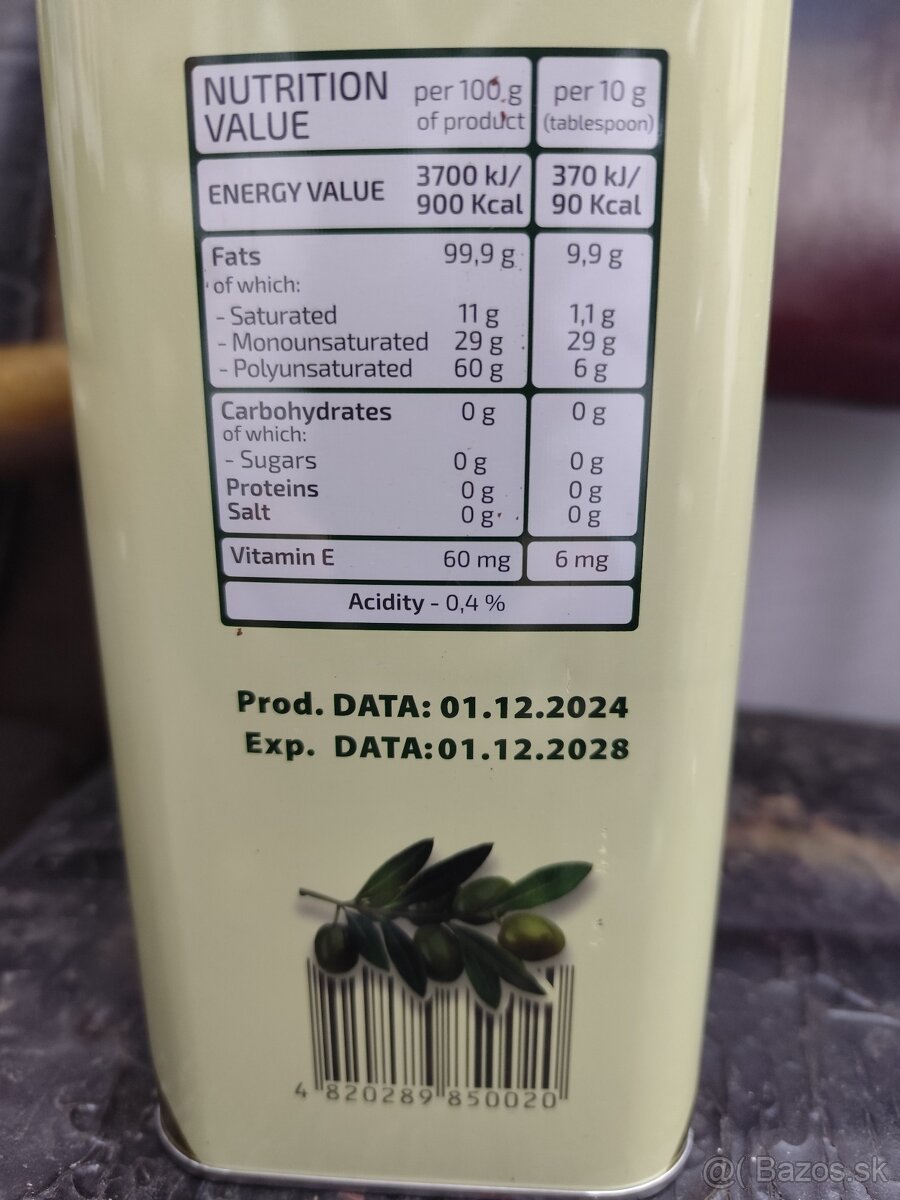 NUTRITION VALUE per 100 g of product per 10 g (tablespoon)
ENERGY VALUE 3700 kJ/ 900 Kcal 370 kJ/ 90 Kcal
Fats 99,9 g 9,9 g
of which:
- Saturated 11 g 1,1 g
- Monounsaturated 29 g 29 g
- Polyunsaturated 60 g 6 g
Carbohydrates 0 g 0 g
of which:
- Sugars 0 g 0 g
Proteins 0 g 0 g
Salt 0 g 0 g
Vitamin E 60 mg 6 mg
Acidity - 0,4 %
Prod. DATA: 01.12.2024
Exp. DATA: 01.12.2028
4 820289 850020
@( Bazos.sk